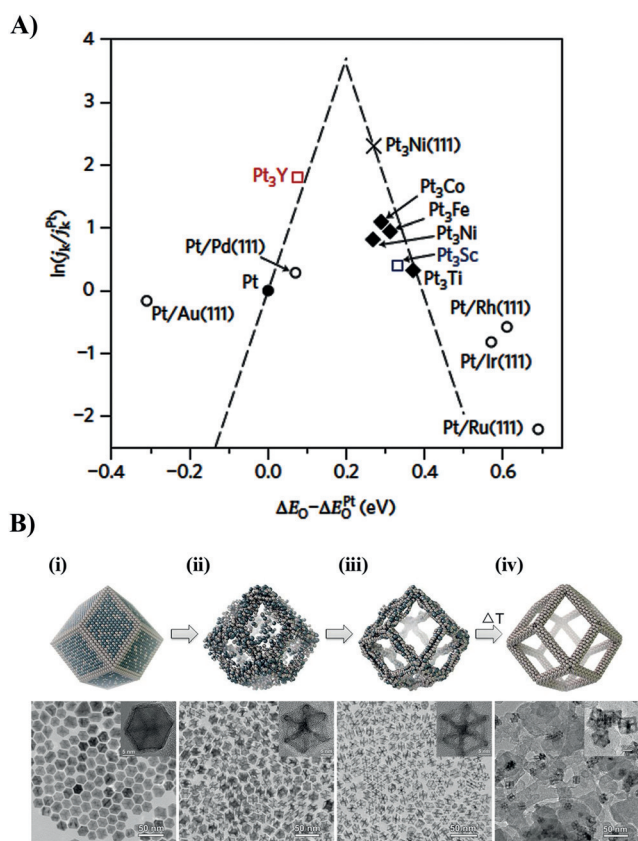 A)
4
3
2
1
0
−1
−2
ln(jₖ/jₖᴾᵗ)
Pt₃Ni(111)
Pt₃Y
Pt₃Co
Pt₃Fe
Pt/Pd(111)
Pt₃Ni
Pt₃Sc
Pt
Pt₃Ti
Pt/Au(111)
Pt/Rh(111)
Pt/Ir(111)
Pt/Ru(111)
−0.4 −0.2 0.0 0.2 0.4 0.6
ΔE_O−ΔE_O^Pt (eV)
B)
(i) (ii) (iii) (iv)
ΔT
50 nm 50 nm 50 nm 50 nm